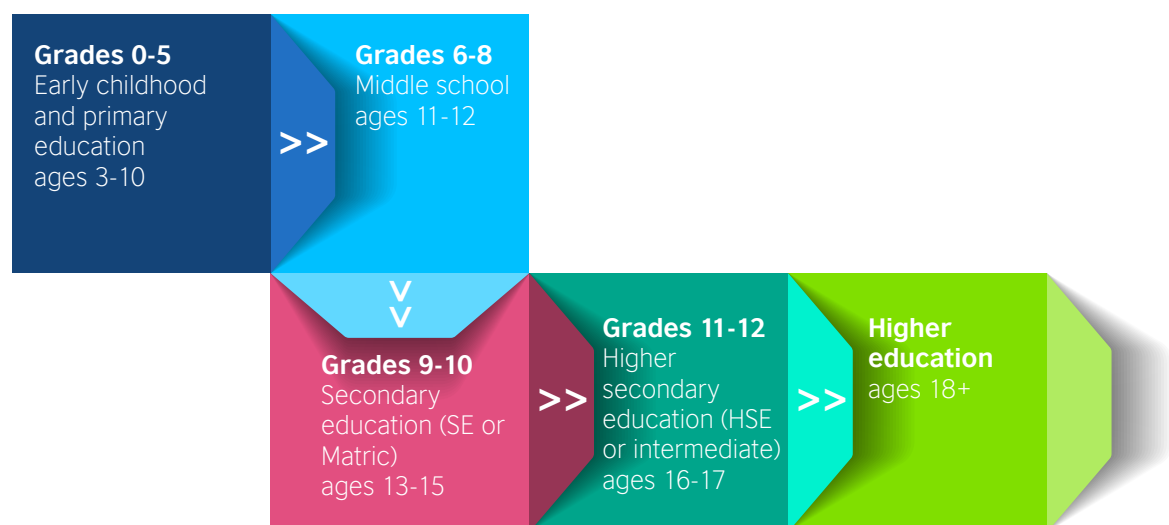 Grades 0-5
Early childhood
and primary
education
ages 3-10
>>
Grades 6-8
Middle school
ages 11-12
>>
Grades 9-10
Secondary
education (SE or
Matric)
ages 13-15
>>
Grades 11-12
Higher
secondary
education (HSE
or intermediate)
ages 16-17
>>
Higher
education
ages 18+